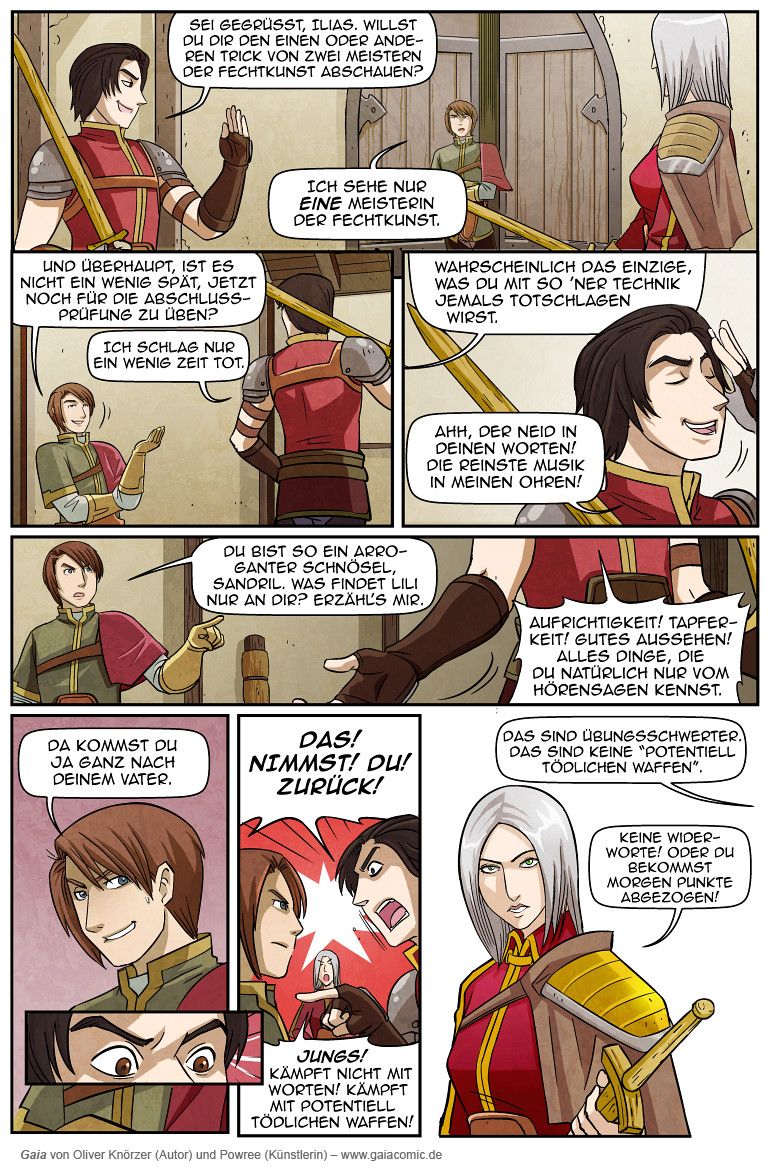 SEI GEGRÜSST, ILIAS. WILLST
DU DIR DEN EINEN ODER ANDE-
REN TRICK VON ZWEI MEISTERN
DER FECHTKUNST ABSCHAUEN?
ICH SEHE NUR
EINE MEISTERIN
DER FECHTKUNST.
UND ÜBERHAUPT, IST ES
NICHT EIN WENIG SPÄT, JETZT
NOCH FÜR DIE ABSCHLUSS-
PRÜFUNG ZU ÜBEN?
ICH SCHLAG NUR
EIN WENIG ZEIT TOT.
WAHRSCHEINLICH DAS EINZIGE,
WAS DU MIT SO 'NER TECHNIK
JEMALS TOTSCHLAGEN
WIRST.
AHH, DER NEID IN
DEINEN WORTEN!
DIE REINSTE MUSIK
IN MEINEN OHREN!
DU BIST SO EIN ARRO-
GANTER SCHNÖSEL,
SANDRIL. WAS FINDET LILI
NUR AN DIR? ERZÄHL'S MIR.
AUFRICHTIGKEIT! TAPFER-
KEIT! GUTES AUSSEHEN!
ALLES DINGE, DIE
DU NATÜRLICH NUR VOM
HÖRENSAGEN KENNST.
DA KOMMST DU
JA GANZ NACH
DEINEM VATER.
DAS!
NIMMST! DU!
ZURÜCK!
JUNGS!
KÄMPFT NICHT MIT
WORTEN! KÄMPFT
MIT POTENTIELL
TÖDLICHEN WAFFEN!
DAS SIND ÜBUNGSSCHWERTER.
DAS SIND KEINE "POTENTIELL
TÖDLICHEN WAFFEN".
KEINE WIDER-
WORTE! ODER DU
BEKOMMST
MORGEN PUNKTE
ABGEZOGEN!
Gaia von Oliver Knörzer (Autor) und Powree (Künstlerin) – www.gaiacomic.de